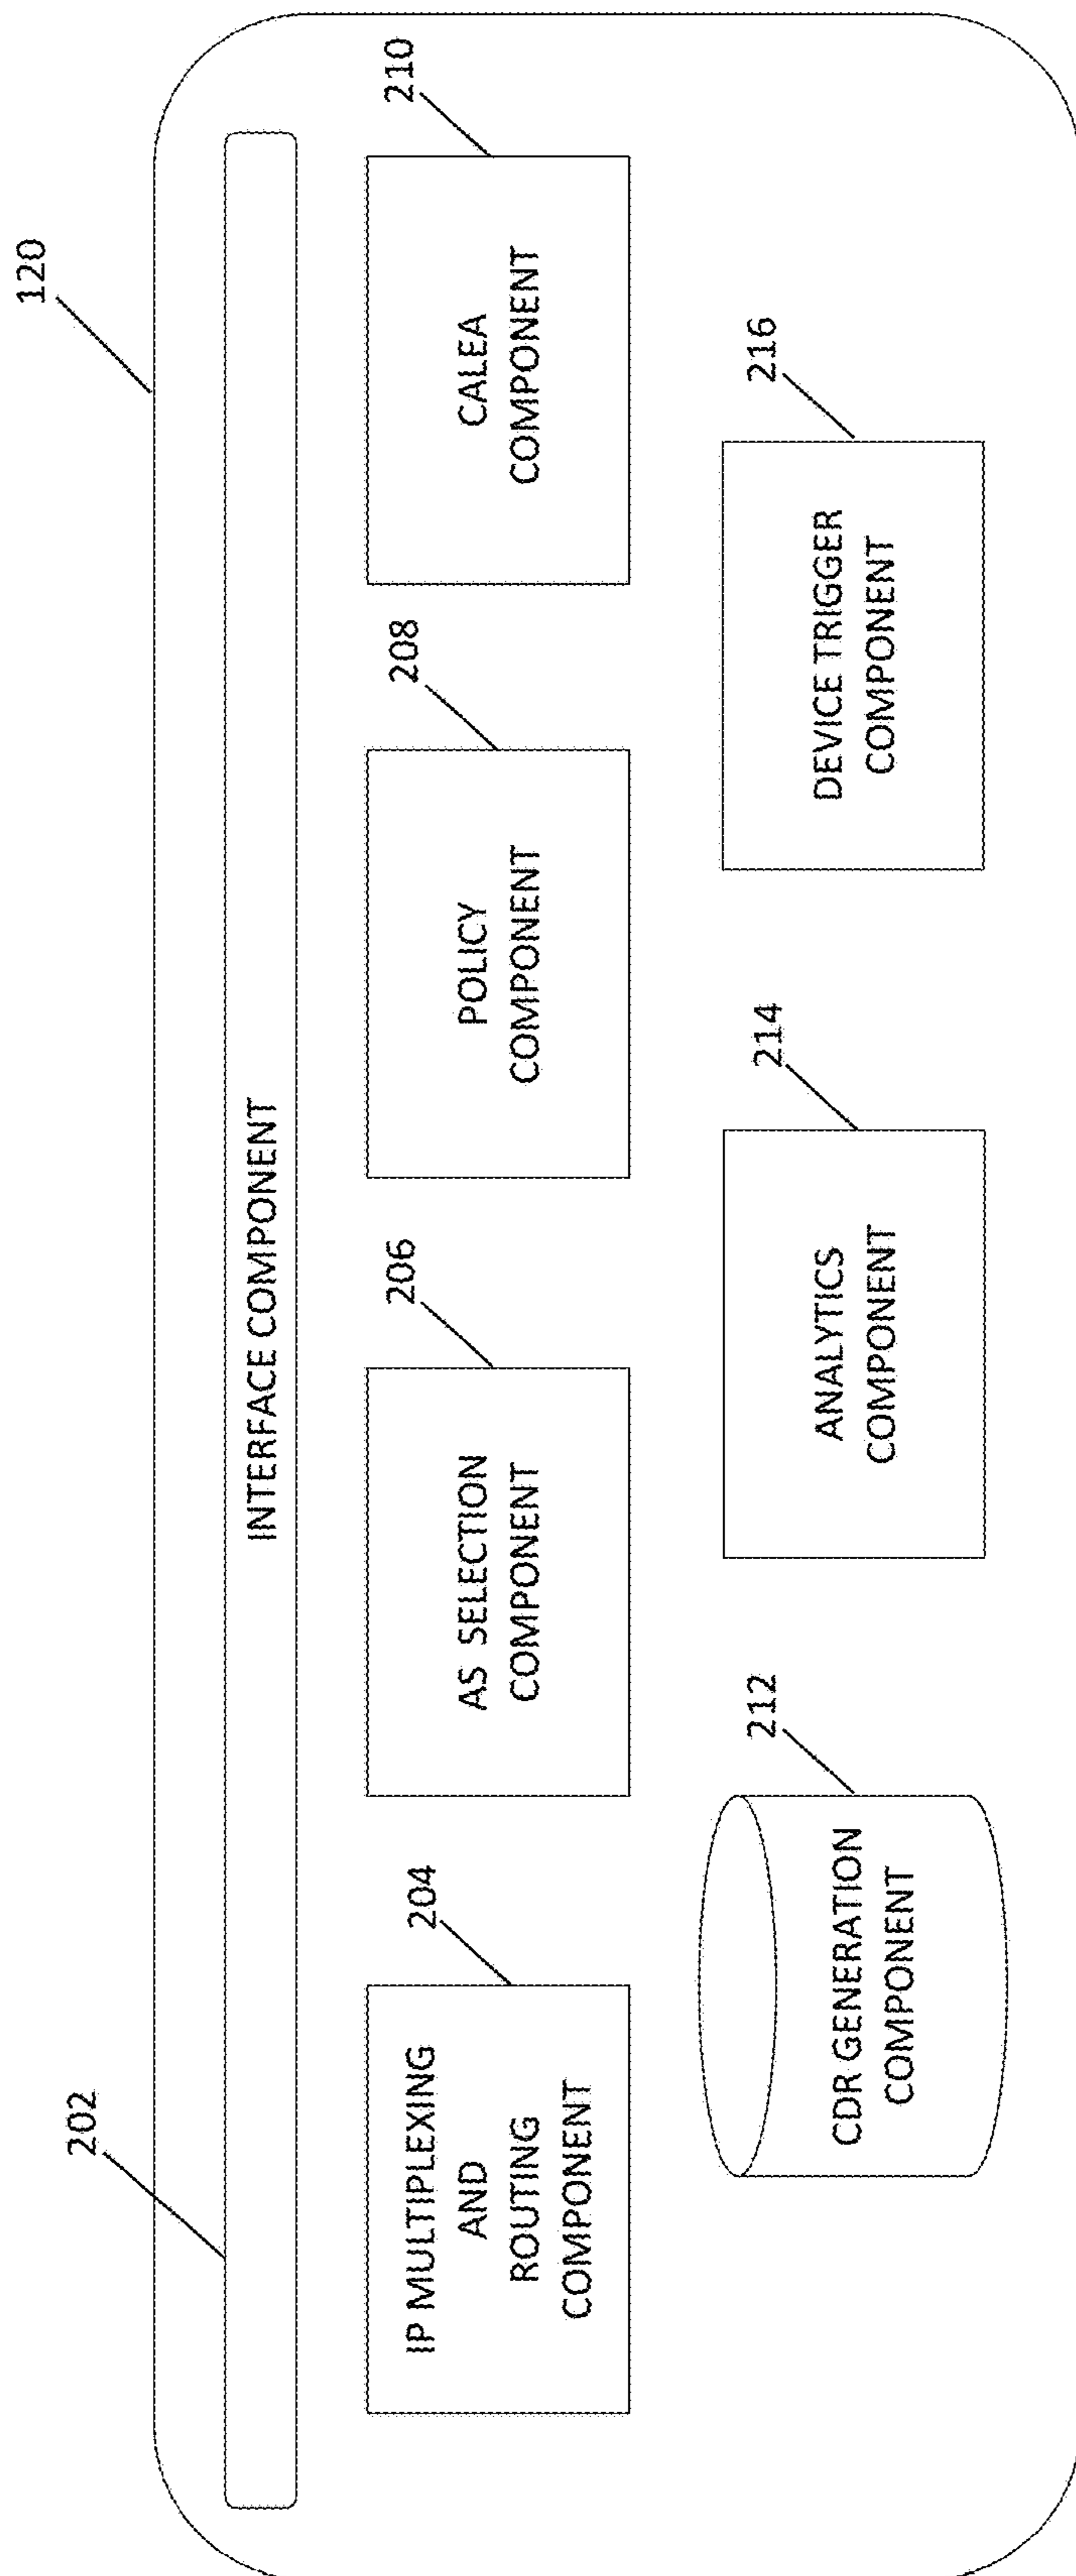 120
202
INTERFACE COMPONENT
204
IP MULTIPLEXING
AND
ROUTING
COMPONENT
206
AS SELECTION
COMPONENT
208
POLICY
COMPONENT
210
CALEA
COMPONENT
212
CDR GENERATION
COMPONENT
214
ANALYTICS
COMPONENT
216
DEVICE TRIGGER
COMPONENT